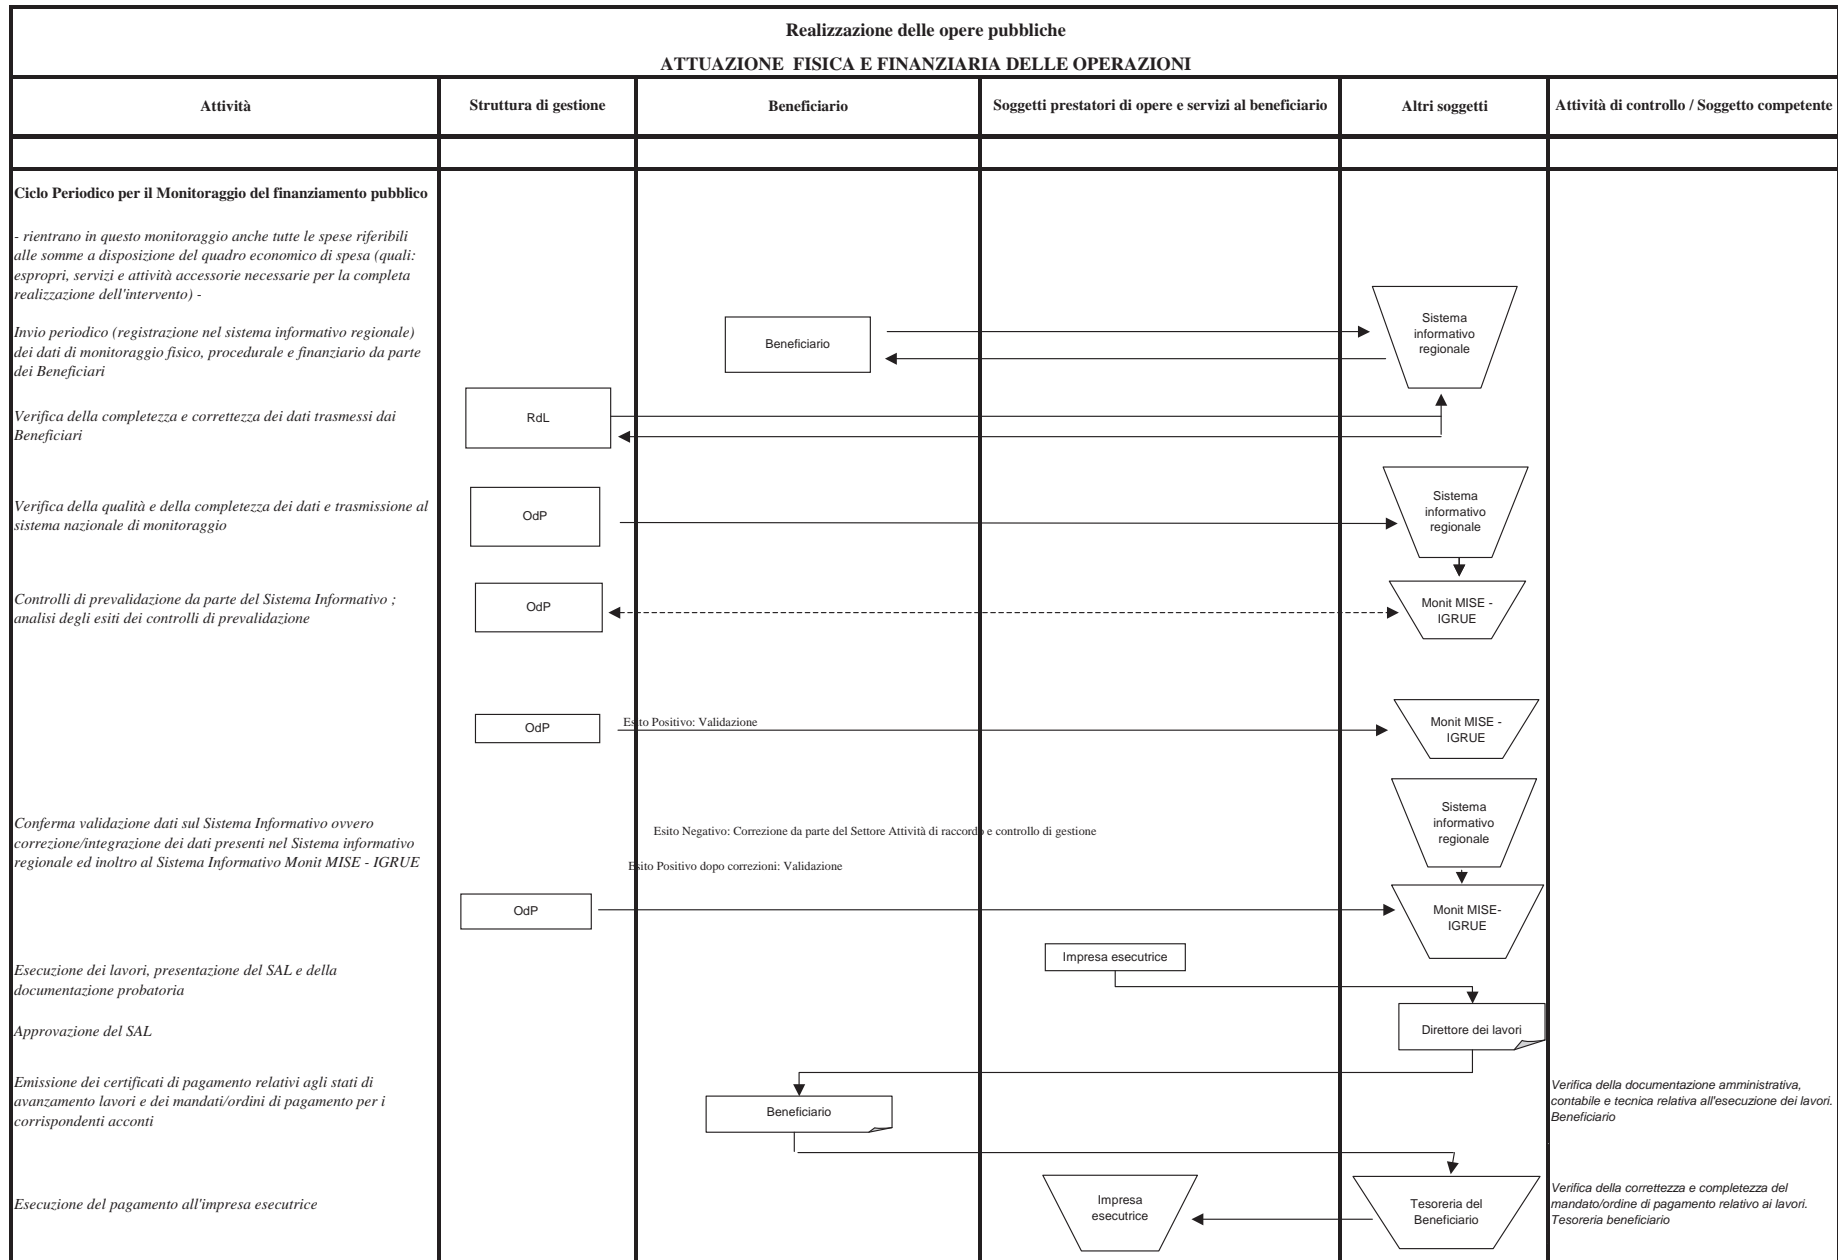 Realizzazione delle opere pubbliche
ATTUAZIONE FISICA E FINANZIARIA DELLE OPERAZIONI
Attività
Struttura di gestione
Beneficiario
Soggetti prestatori di opere e servizi al beneficiario
Altri soggetti
Attività di controllo / Soggetto competente
Ciclo Periodico per il Monitoraggio del finanziamento pubblico
- rientrano in questo monitoraggio anche tutte le spese riferibili
alle somme a disposizione del quadro economico di spesa (quali:
espropri, servizi e attività accessorie necessarie per la completa
realizzazione dell'intervento) -
Invio periodico (registrazione nel sistema informativo regionale)
dei dati di monitoraggio fisico, procedurale e finanziario da parte
dei Beneficiari
Beneficiario
Sistema
informativo
regionale
Verifica della completezza e correttezza dei dati trasmessi dai
Beneficiari
RdL
Verifica della qualità e della completezza dei dati e trasmissione al
sistema nazionale di monitoraggio
OdP
Sistema
informativo
regionale
Controlli di prevalidazione da parte del Sistema Informativo ;
analisi degli esiti dei controlli di prevalidazione
OdP
Monit MISE -
IGRUE
OdP
Esito Positivo: Validazione
Monit MISE -
IGRUE
Conferma validazione dati sul Sistema Informativo ovvero
correzione/integrazione dei dati presenti nel Sistema informativo
regionale ed inoltro al Sistema Informativo Monit MISE - IGRUE
Esito Negativo: Correzione da parte del Settore Attività di raccordo e controllo di gestione
Esito Positivo dopo correzioni: Validazione
Sistema
informativo
regionale
OdP
Monit MISE-
IGRUE
Esecuzione dei lavori, presentazione del SAL e della
documentazione probatoria
Impresa esecutrice
Approvazione del SAL
Direttore dei lavori
Emissione dei certificati di pagamento relativi agli stati di
avanzamento lavori e dei mandati/ordini di pagamento per i
corrispondenti acconti
Beneficiario
Verifica della documentazione amministrativa,
contabile e tecnica relativa all'esecuzione dei lavori.
Beneficiario
Esecuzione del pagamento all'impresa esecutrice
Impresa
esecutrice
Tesoreria del
Beneficiario
Verifica della correttezza e completezza del
mandato/ordine di pagamento relativo ai lavori.
Tesoreria beneficiario